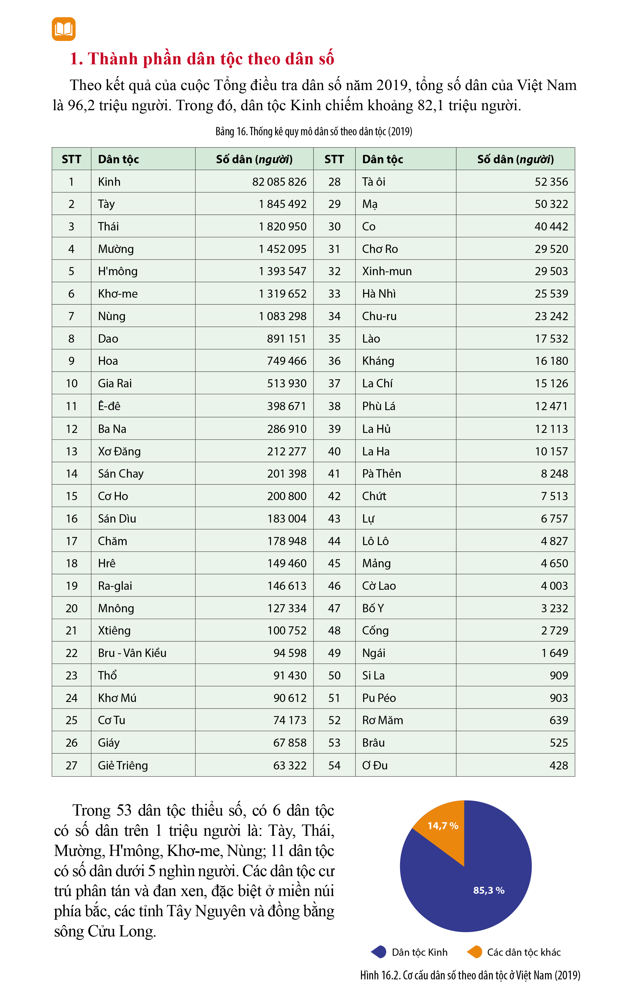 1. Thành phần dân tộc theo dân số
Theo kết quả của cuộc Tổng điều tra dân số năm 2019, tổng số dân của Việt Nam
là 96,2 triệu người. Trong đó, dân tộc Kinh chiếm khoảng 82,1 triệu người.
Bảng 16. Thống kê quy mô dân số theo dân tộc (2019)
STT Dân tộc Số dân (người) STT Dân tộc Số dân (người)
1 Kinh 82 085 826 28 Tà ôi 52 356
2 Tày 1 845 492 29 Mạ 50 322
3 Thái 1 820 950 30 Co 40 442
4 Mường 1 452 095 31 Chơ Ro 29 520
5 H'mông 1 393 547 32 Xinh-mun 29 503
6 Khơ-me 1 319 652 33 Hà Nhì 25 539
7 Nùng 1 083 298 34 Chu-ru 23 242
8 Dao 891 151 35 Lào 17 532
9 Hoa 749 466 36 Kháng 16 180
10 Gia Rai 513 930 37 La Chí 15 126
11 Ê-đê 398 671 38 Phù Lá 12 471
12 Ba Na 286 910 39 La Hủ 12 113
13 Xơ Đăng 212 277 40 La Ha 10 157
14 Sán Chay 201 398 41 Pà Thẻn 8 248
15 Cơ Ho 200 800 42 Chứt 7 513
16 Sán Dìu 183 004 43 Lự 6 757
17 Chăm 178 948 44 Lô Lô 4 827
18 Hrê 149 460 45 Mảng 4 650
19 Ra-glai 146 613 46 Cờ Lao 4 003
20 Mnông 127 334 47 Bố Y 3 232
21 Xtiêng 100 752 48 Cống 2 729
22 Bru - Vân Kiều 94 598 49 Ngái 1 649
23 Thổ 91 430 50 Si La 909
24 Khơ Mú 90 612 51 Pu Péo 903
25 Cơ Tu 74 173 52 Rơ Măm 639
26 Giáy 67 858 53 Brâu 525
27 Giẻ Triêng 63 322 54 Ơ Đu 428
Trong 53 dân tộc thiểu số, có 6 dân tộc
có số dân trên 1 triệu người là: Tày, Thái,
Mường, H'mông, Khơ-me, Nùng; 11 dân tộc
có số dân dưới 5 nghìn người. Các dân tộc cư
trú phân tán và đan xen, đặc biệt ở miền núi
phía bắc, các tỉnh Tây Nguyên và đồng bằng
sông Cửu Long.
14,7 %
85,3 %
Dân tộc Kinh Các dân tộc khác
Hình 16.2. Cơ cấu dân số theo dân tộc ở Việt Nam (2019)